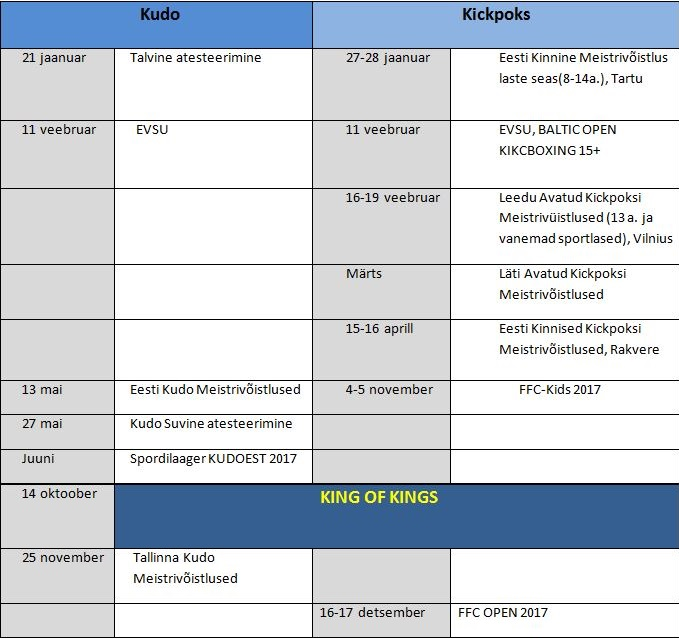 Kudo Kickpoks
21 jaanuar Talvine atesteerimine 27-28 jaanuar Eesti Kinnine Meistrivõistlus
laste seas(8-14a.), Tartu
11 veebruar EVSU 11 veebruar EVSU, BALTIC OPEN
KIKCBOXING 15+
16-19 veebruar Leedu Avatud Kickpoksi
Meistrivüistlused (13 a. ja
vanemad sportlased), Vilnius
Märts Läti Avatud Kickpoksi
Meistrivõistlused
15-16 aprill Eesti Kinnised Kickpoksi
Meistrivõistlused, Rakvere
13 mai Eesti Kudo Meistrivõistlused 4-5 november FFC-Kids 2017
27 mai Kudo Suvine atesteerimine
Juuni Spordilaager KUDOEST 2017
14 oktoober KING OF KINGS
25 november Tallinna Kudo
Meistrivõistlused
16-17 detsember FFC OPEN 2017